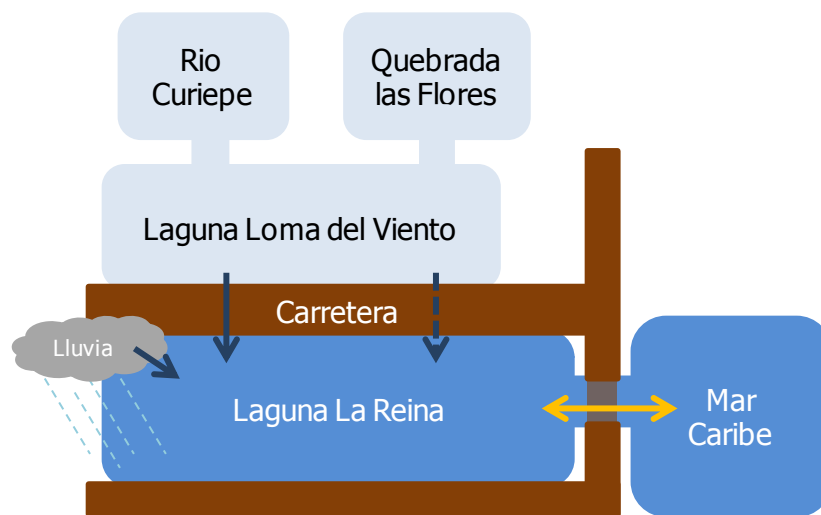 Rio
Curiepe
Quebrada
las Flores
Laguna Loma del Viento
Carretera
Lluvia
Laguna La Reina
Mar
Caribe